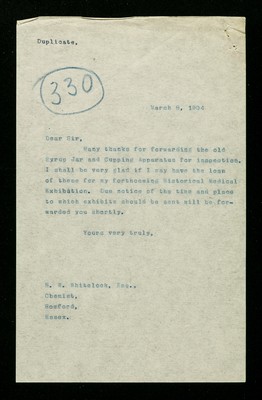 Duplicate,
330
March 8, 1904
Dear Sir,
Many thanks for forwarding the old
Syrup Jar and Cupping Apparatus for inspection.
I shall be very glad if I may have the loan
of these for my forthcoming Historical Medical
Exhibition. Due notice of the time and place
to which exhibits should be sent will be for-
warded you shortly.
Yours very truly,
Esq.,
Chemist,
Essex.